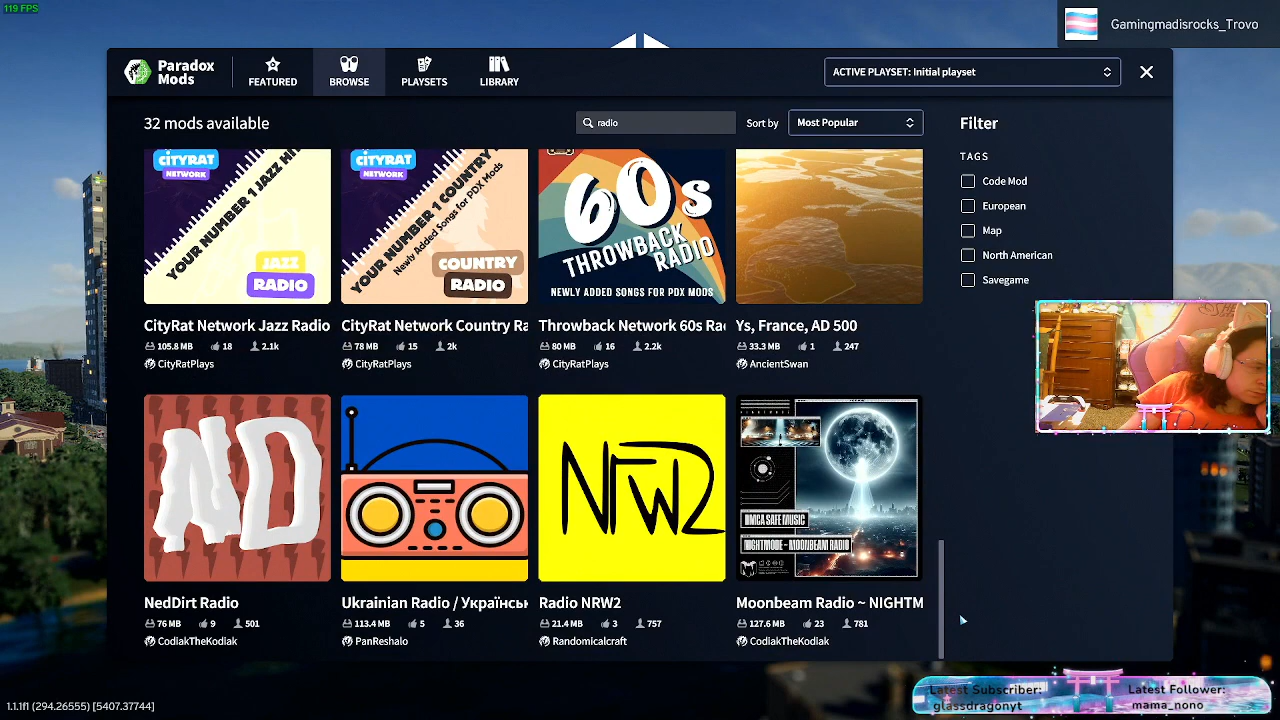 119 FPS
Gamingmadisrocks_Trovo
Paradox
Mods
FEATURED
BROWSE
PLAYSETS
LIBRARY
ACTIVE PLAYSET: Initial playset
32 mods available
radio
Sort by
Most Popular
Filter
TAGS
Code Mod
European
Map
North American
Savegame
CITYRAT
NETWORK
YOUR NUMBER 1 JAZZ HI
JAZZ
RADIO
CITYRAT
NETWORK
YOUR NUMBER 1 COUNTRY
Newly Added Songs for PDX Mods
COUNTRY
RADIO
60s
THROWBACK
RADIO
NEWLY ADDED SONGS FOR PDX MODS
CityRat Network Jazz Radio
105.8 MB 18 2.1k
CityRatPlays
CityRat Network Country Ra
78 MB 15 2k
CityRatPlays
Throwback Network 60s Ra
80 MB 16 2.2k
CityRatPlays
Ys, France, AD 500
33.3 MB 1 247
AncientSwan
ND
NRW2
DMCA SAFE MUSIC
NIGHTMODE - MOONBEAM RADIO
NedDirt Radio
76 MB 9 501
CodiakTheKodiak
Ukrainian Radio / Українськ
113.4 MB 5 36
PanReshalo
Radio NRW2
21.4 MB 3 757
Randomicalcraft
Moonbeam Radio ~ NIGHTM
127.6 MB 23 781
CodiakTheKodiak
Latest Subscriber:
glassdragonyt
Latest Follower:
mama_nono
1.1.1f1 (294.26555) [5407.37744]